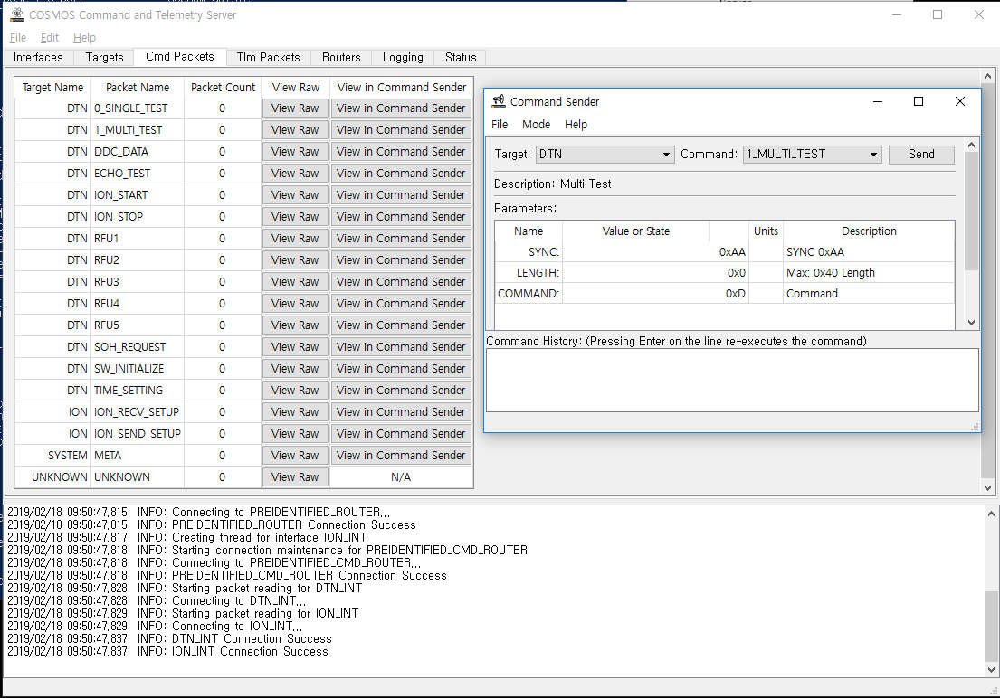 COSMOS Command and Telemetry Server
File Edit Help
Interfaces Targets Cmd Packets Tlm Packets Routers Logging Status
Target Name Packet Name Packet Count View Raw View in Command Sender
DTN 0_SINGLE_TEST 0 View Raw View in Command Sender
DTN 1_MULTI_TEST 0 View Raw View in Command Sender
DTN DDC_DATA 0 View Raw View in Command Sender
DTN ECHO_TEST 0 View Raw View in Command Sender
DTN ION_START 0 View Raw View in Command Sender
DTN ION_STOP 0 View Raw View in Command Sender
DTN RFU1 0 View Raw View in Command Sender
DTN RFU2 0 View Raw View in Command Sender
DTN RFU3 0 View Raw View in Command Sender
DTN RFU4 0 View Raw View in Command Sender
DTN RFU5 0 View Raw View in Command Sender
DTN SOH_REQUEST 0 View Raw View in Command Sender
DTN SW_INITIALIZE 0 View Raw View in Command Sender
DTN TIME_SETTING 0 View Raw View in Command Sender
ION ION_RECV_SETUP 0 View Raw View in Command Sender
ION ION_SEND_SETUP 0 View Raw View in Command Sender
SYSTEM META 0 View Raw View in Command Sender
UNKNOWN UNKNOWN 0 View Raw N/A
Command Sender
File Mode Help
Target: DTN Command: 1_MULTI_TEST Send
Description: Multi Test
Parameters:
Name Value or State Units Description
SYNC: 0xAA SYNC 0xAA
LENGTH: 0x0 Max: 0x40 Length
COMMAND: 0xD Command
Command History: (Pressing Enter on the line re-executes the command)
2019/02/18 09:50:47.815 INFO: Connecting to PREIDENTIFIED_ROUTER...
2019/02/18 09:50:47.815 INFO: PREIDENTIFIED_ROUTER Connection Success
2019/02/18 09:50:47.817 INFO: Creating thread for interface ION_INT
2019/02/18 09:50:47.818 INFO: Starting connection maintenance for PREIDENTIFIED_CMD_ROUTER
2019/02/18 09:50:47.818 INFO: Connecting to PREIDENTIFIED_CMD_ROUTER...
2019/02/18 09:50:47.818 INFO: PREIDENTIFIED_CMD_ROUTER Connection Success
2019/02/18 09:50:47.828 INFO: Starting packet reading for DTN_INT
2019/02/18 09:50:47.828 INFO: Connecting to DTN_INT...
2019/02/18 09:50:47.829 INFO: Starting packet reading for ION_INT
2019/02/18 09:50:47.829 INFO: Connecting to ION_INT...
2019/02/18 09:50:47.837 INFO: DTN_INT Connection Success
2019/02/18 09:50:47.837 INFO: ION_INT Connection Success